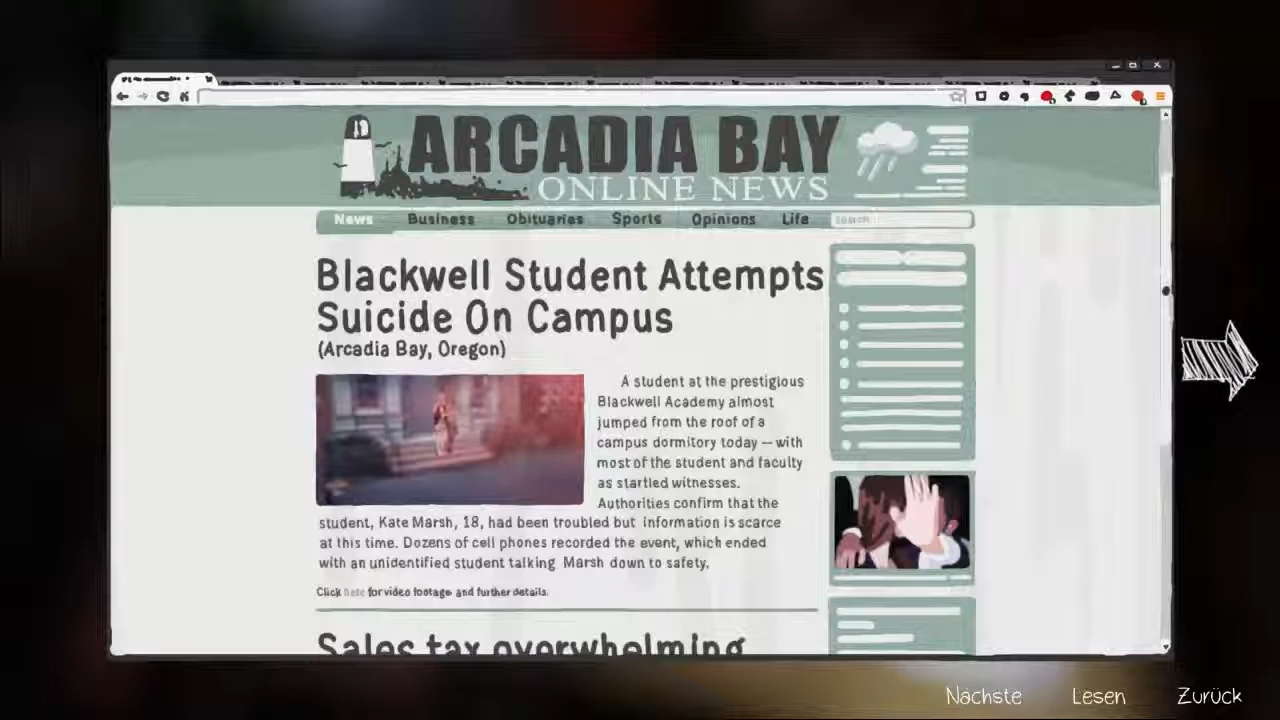 ARCADIA BAY
ONLINE NEWS
News Business Obituaries Sports Opinions Life search...
Blackwell Student Attempts
Suicide On Campus
(Arcadia Bay, Oregon)
A student at the prestigious
Blackwell Academy almost
jumped from the roof of a
campus dormitory today — with
most of the student and faculty
as startled witnesses.
Authorities confirm that the
student, Kate Marsh, 18, had been troubled but information is scarce
at this time. Dozens of cell phones recorded the event, which ended
with an unidentified student talking Marsh down to safety.
Click here for video footage and further details.
Sales tax overwhelming
Nächste Lesen Zurück